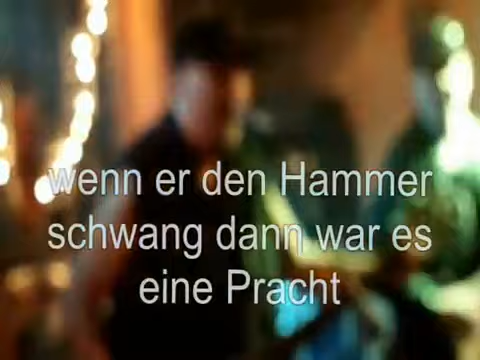 wenn er den Hammer
schwang dann war es
eine Pracht